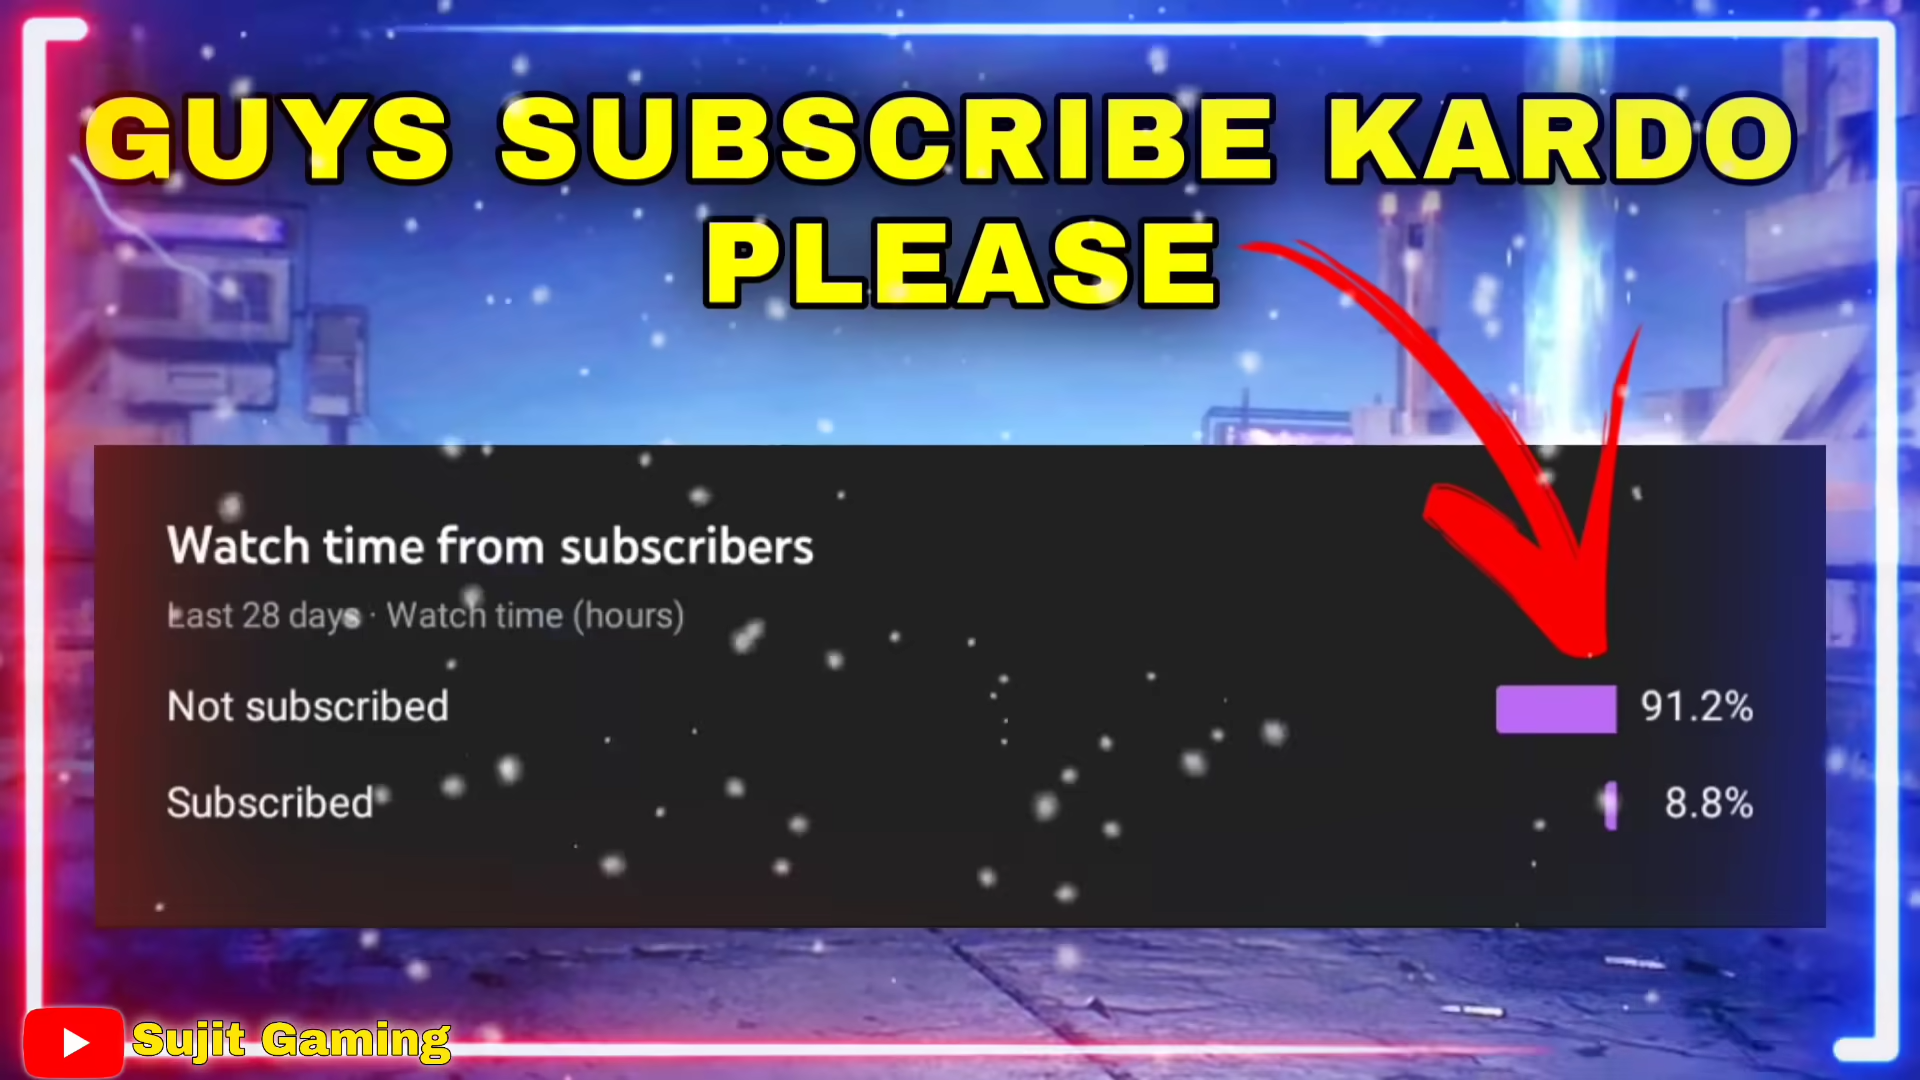 GUYS SUBSCRIBE KARDO
PLEASE
Watch time from subscribers
Last 28 days · Watch time (hours)
Not subscribed 91.2%
Subscribed 8.8%
Sujit Gaming